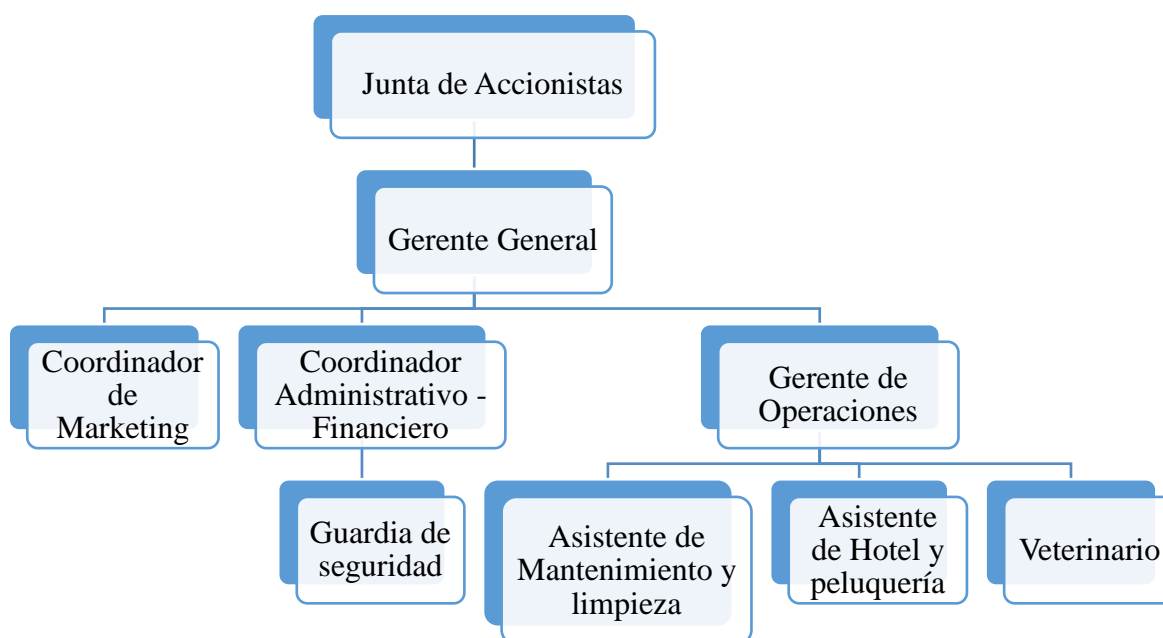 Junta de Accionistas
Gerente General
Coordinador
de
Marketing
Coordinador
Administrativo -
Financiero
Gerente de
Operaciones
Guardia de
seguridad
Asistente de
Mantenimiento y
limpieza
Asistente
de Hotel y
peluquería
Veterinario